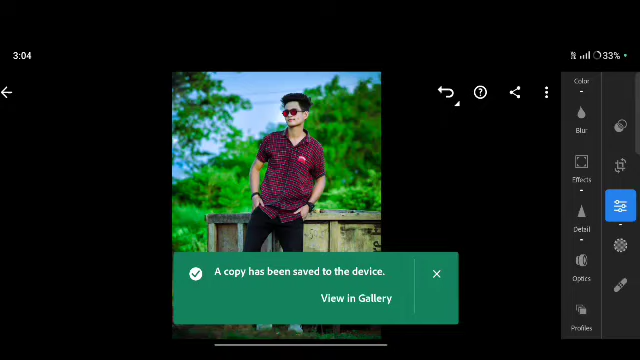 3:04
33%
Color
Blur
Effects
Detail
Optics
Profiles
A copy has been saved to the device.
View in Gallery